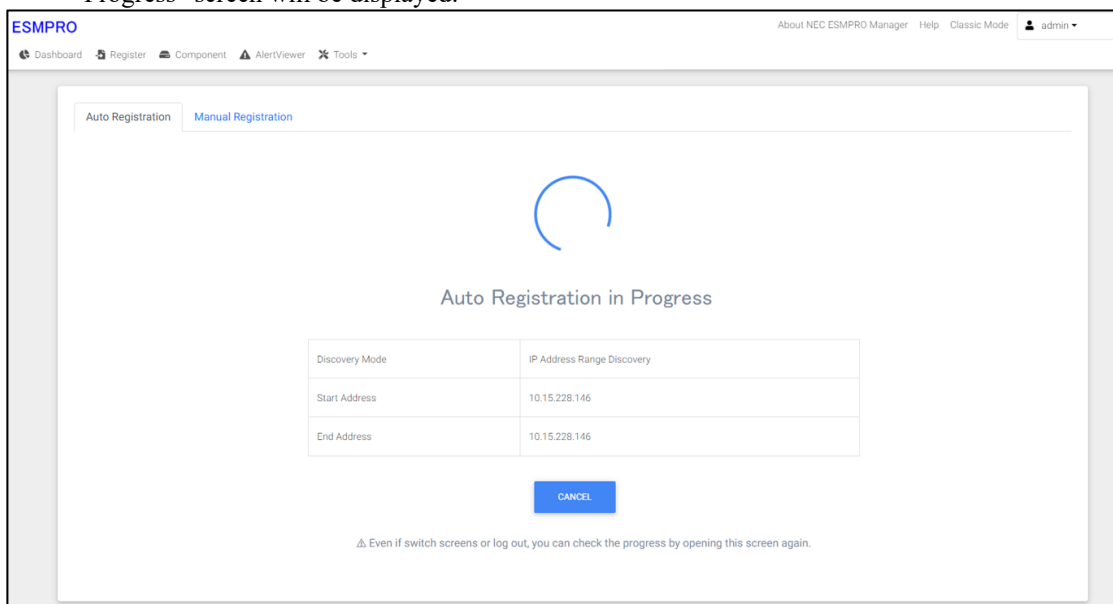 Progress" screen will be displayed.
ESMPRO
About NEC ESMPRO Manager Help Classic Mode admin
Dashboard Register Component AlertViewer Tools
Auto Registration Manual Registration
Auto Registration in Progress
Discovery Mode IP Address Range Discovery
Start Address 10.15.228.146
End Address 10.15.228.146
CANCEL
Even if switch screens or log out, you can check the progress by opening this screen again.